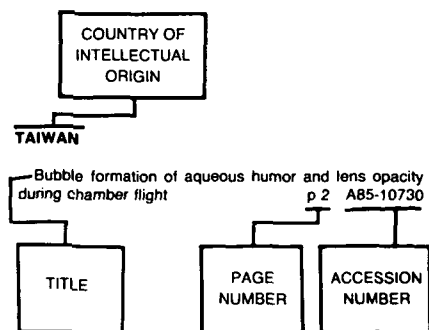 COUNTRY OF
INTELLECTUAL
ORIGIN
TAIWAN
Bubble formation of aqueous humor and lens opacity
during chamber flight p 2 A85-10730
TITLE
PAGE
NUMBER
ACCESSION
NUMBER